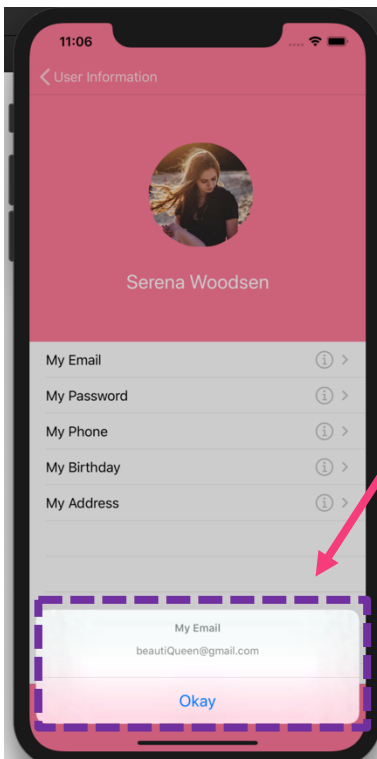 11:06
User Information
Serena Woodsen
My Email
My Password
My Phone
My Birthday
My Address
My Email
beautiQueen@gmail.com
Okay